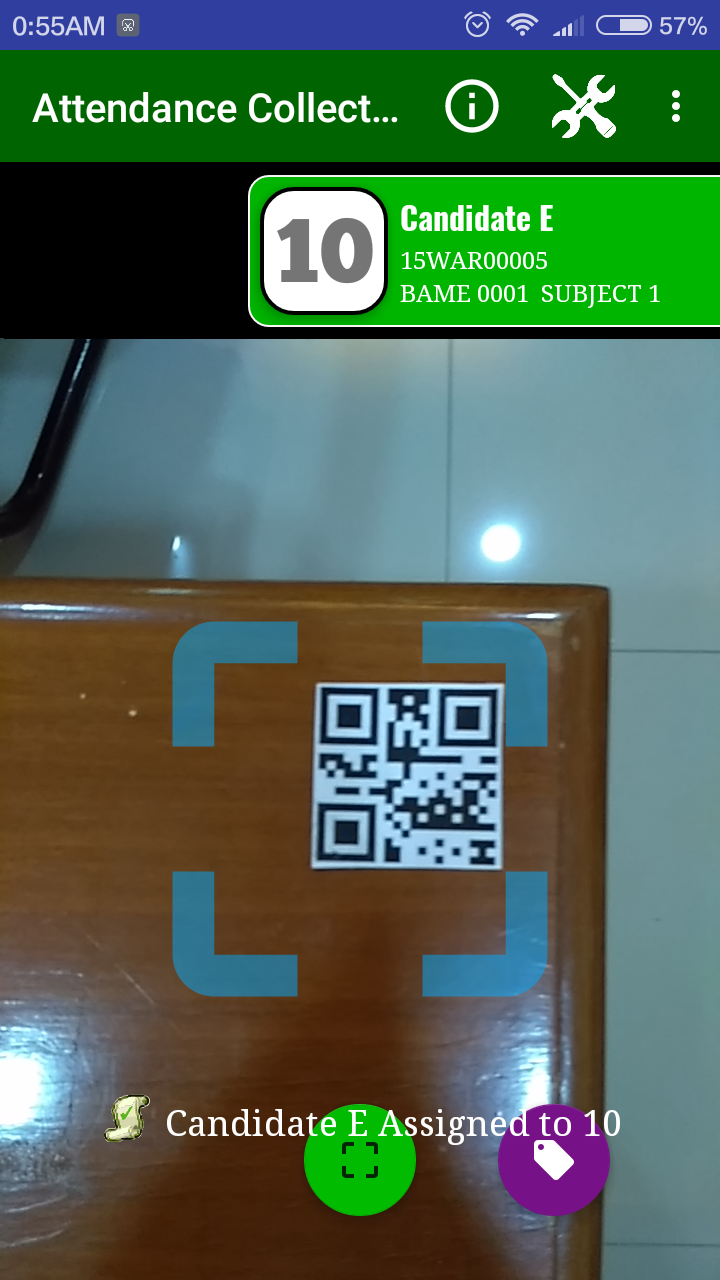 0:55AM
57%
Attendance Collect...
10
Candidate E
15WAR00005
BAME 0001 SUBJECT 1
Candidate E Assigned to 10